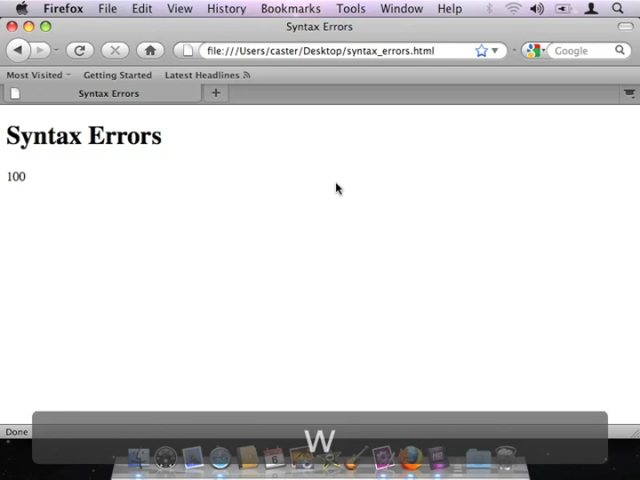 Firefox File Edit View History Bookmarks Tools Window Help
Syntax Errors
file:///Users/caster/Desktop/syntax_errors.html
Google
Most Visited Getting Started Latest Headlines
Syntax Errors
Syntax Errors
100
W
Done